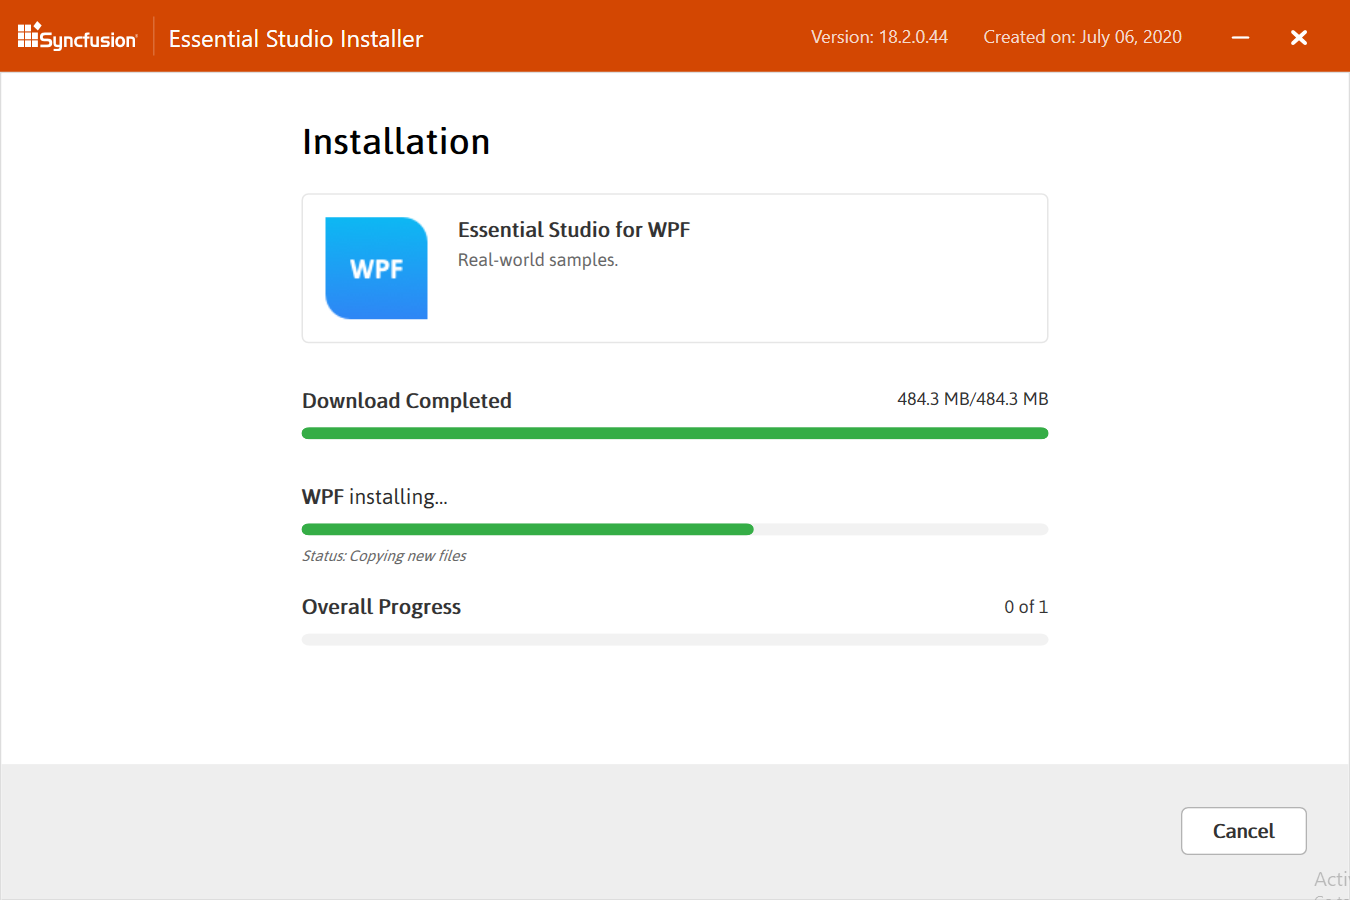 Syncfusion
Essential Studio Installer
Version: 18.2.0.44
Created on: July 06, 2020
Installation
WPF
Essential Studio for WPF
Real-world samples.
Download Completed
484.3 MB/484.3 MB
WPF installing...
Status: Copying new files
Overall Progress
0 of 1
Cancel
Acti